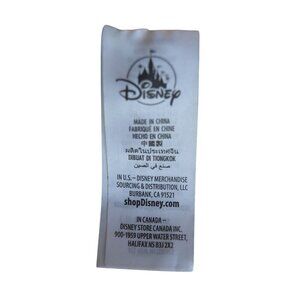 Disney
MADE IN CHINA
FABRIQUÉ EN CHINE
HECHO EN CHINA
中國製
ผลิตในประเทศจีน
DIBUAT DI TIONGKOK
صنع في الصين
IN U.S. – DISNEY MERCHANDISE
SOURCING & DISTRIBUTION, LLC
BURBANK, CA 91521
shopDisney.com
IN CANADA –
DISNEY STORE CANADA INC.
900-1959 UPPER WATER STREET,
HALIFAX NS B3J 2X2